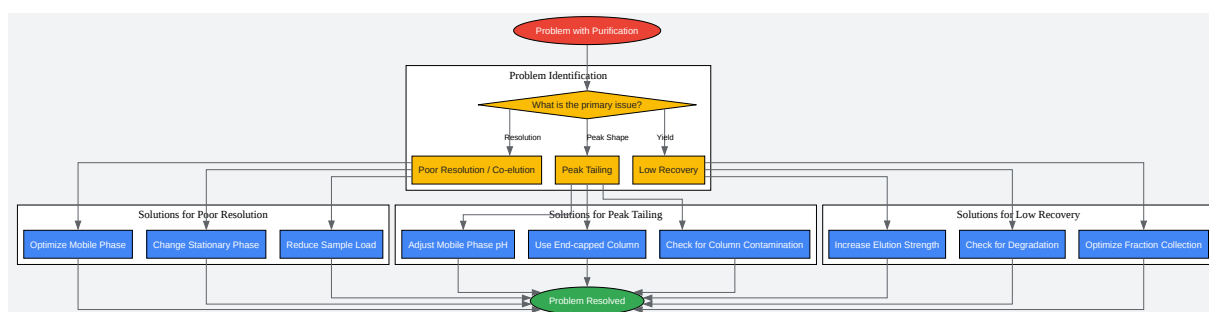 Problem with Purification
Problem Identification
What is the primary issue?
Resolution
Peak Shape
Yield
Poor Resolution / Co-elution
Peak Tailing
Low Recovery
Solutions for Poor Resolution
Solutions for Peak Tailing
Solutions for Low Recovery
Optimize Mobile Phase
Change Stationary Phase
Reduce Sample Load
Adjust Mobile Phase pH
Use End-capped Column
Check for Column Contamination
Increase Elution Strength
Check for Degradation
Optimize Fraction Collection
Problem Resolved